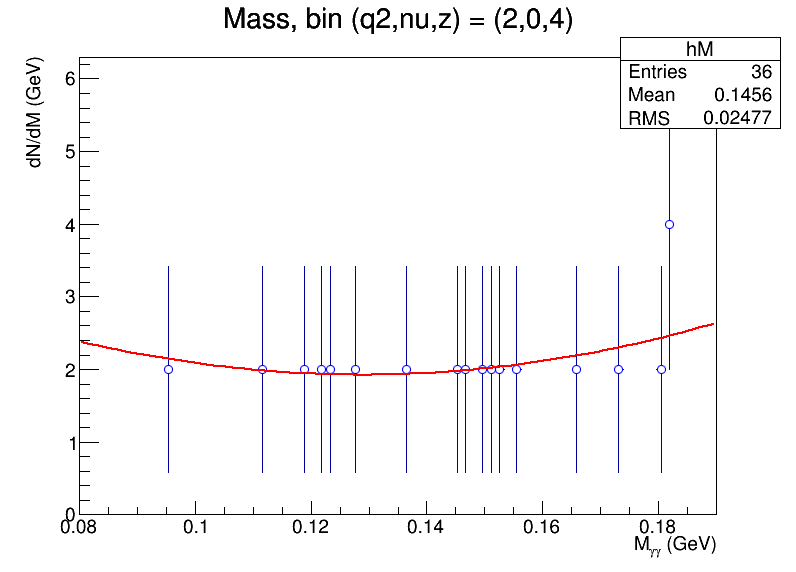 Mass, bin (q2,nu,z) = (2,0,4)
hM
Entries 36
Mean 0.1456
RMS 0.02477
dN/dM (GeV)
6
5
4
3
2
1
0
0.08 0.1 0.12 0.14 0.16 0.18
Mγγ (GeV)